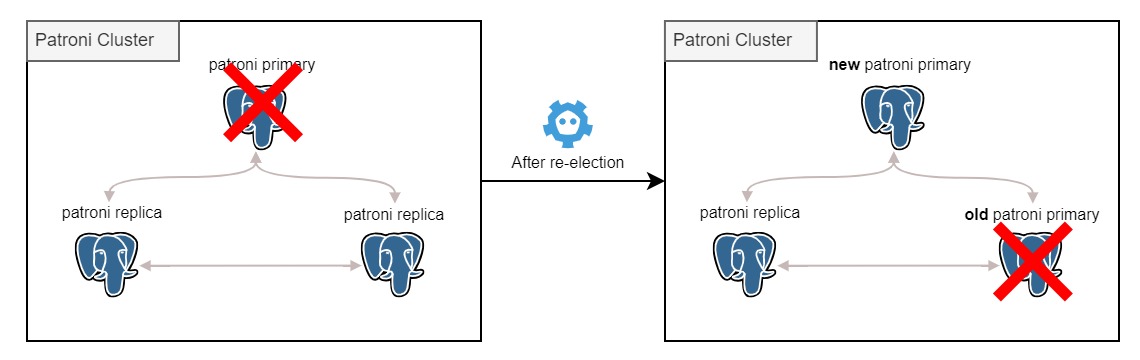 Patroni Cluster
patroni primary
patroni replica
patroni replica
After re-election
Patroni Cluster
new patroni primary
patroni replica
old patroni primary